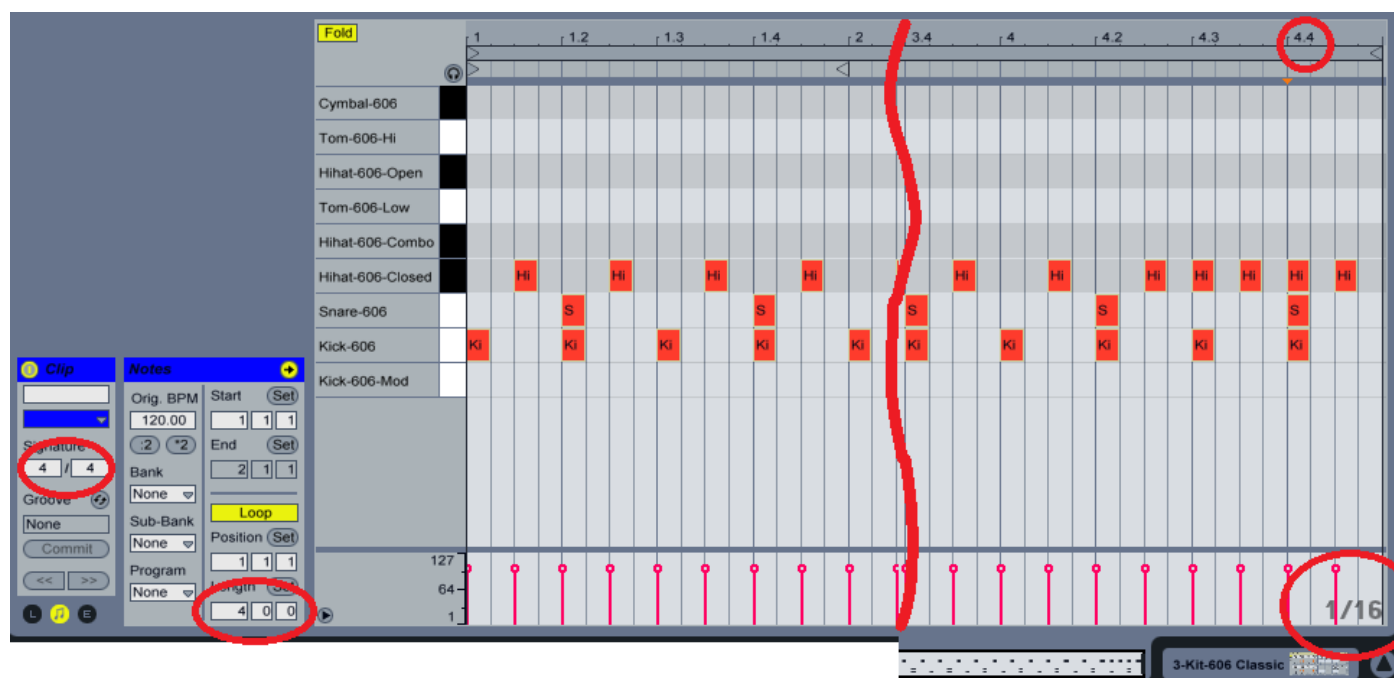 Fold
1 1.2 1.3 1.4 2 3.4 4 4.2 4.3 4.4
Cymbal-606
Tom-606-Hi
Hihat-606-Open
Tom-606-Low
Hihat-606-Combo
Hihat-606-Closed Hi Hi Hi Hi Hi Hi Hi Hi Hi Hi Hi
Snare-606 S S S S S
Kick-606 Ki Ki Ki Ki Ki Ki Ki Ki Ki Ki
Kick-606-Mod
Clip
Signature
4 / 4
Groove
None
Commit
<< >>
L E
Notes
Orig. BPM
120.00
:2 *2
Bank
None
Sub-Bank
None
Program
None
Start Set
1 1 1
End Set
2 1 1
Loop
Position Set
1 1 1
Length Set
4 0 0
127
64
1
1/16
3-Kit-606 Classic